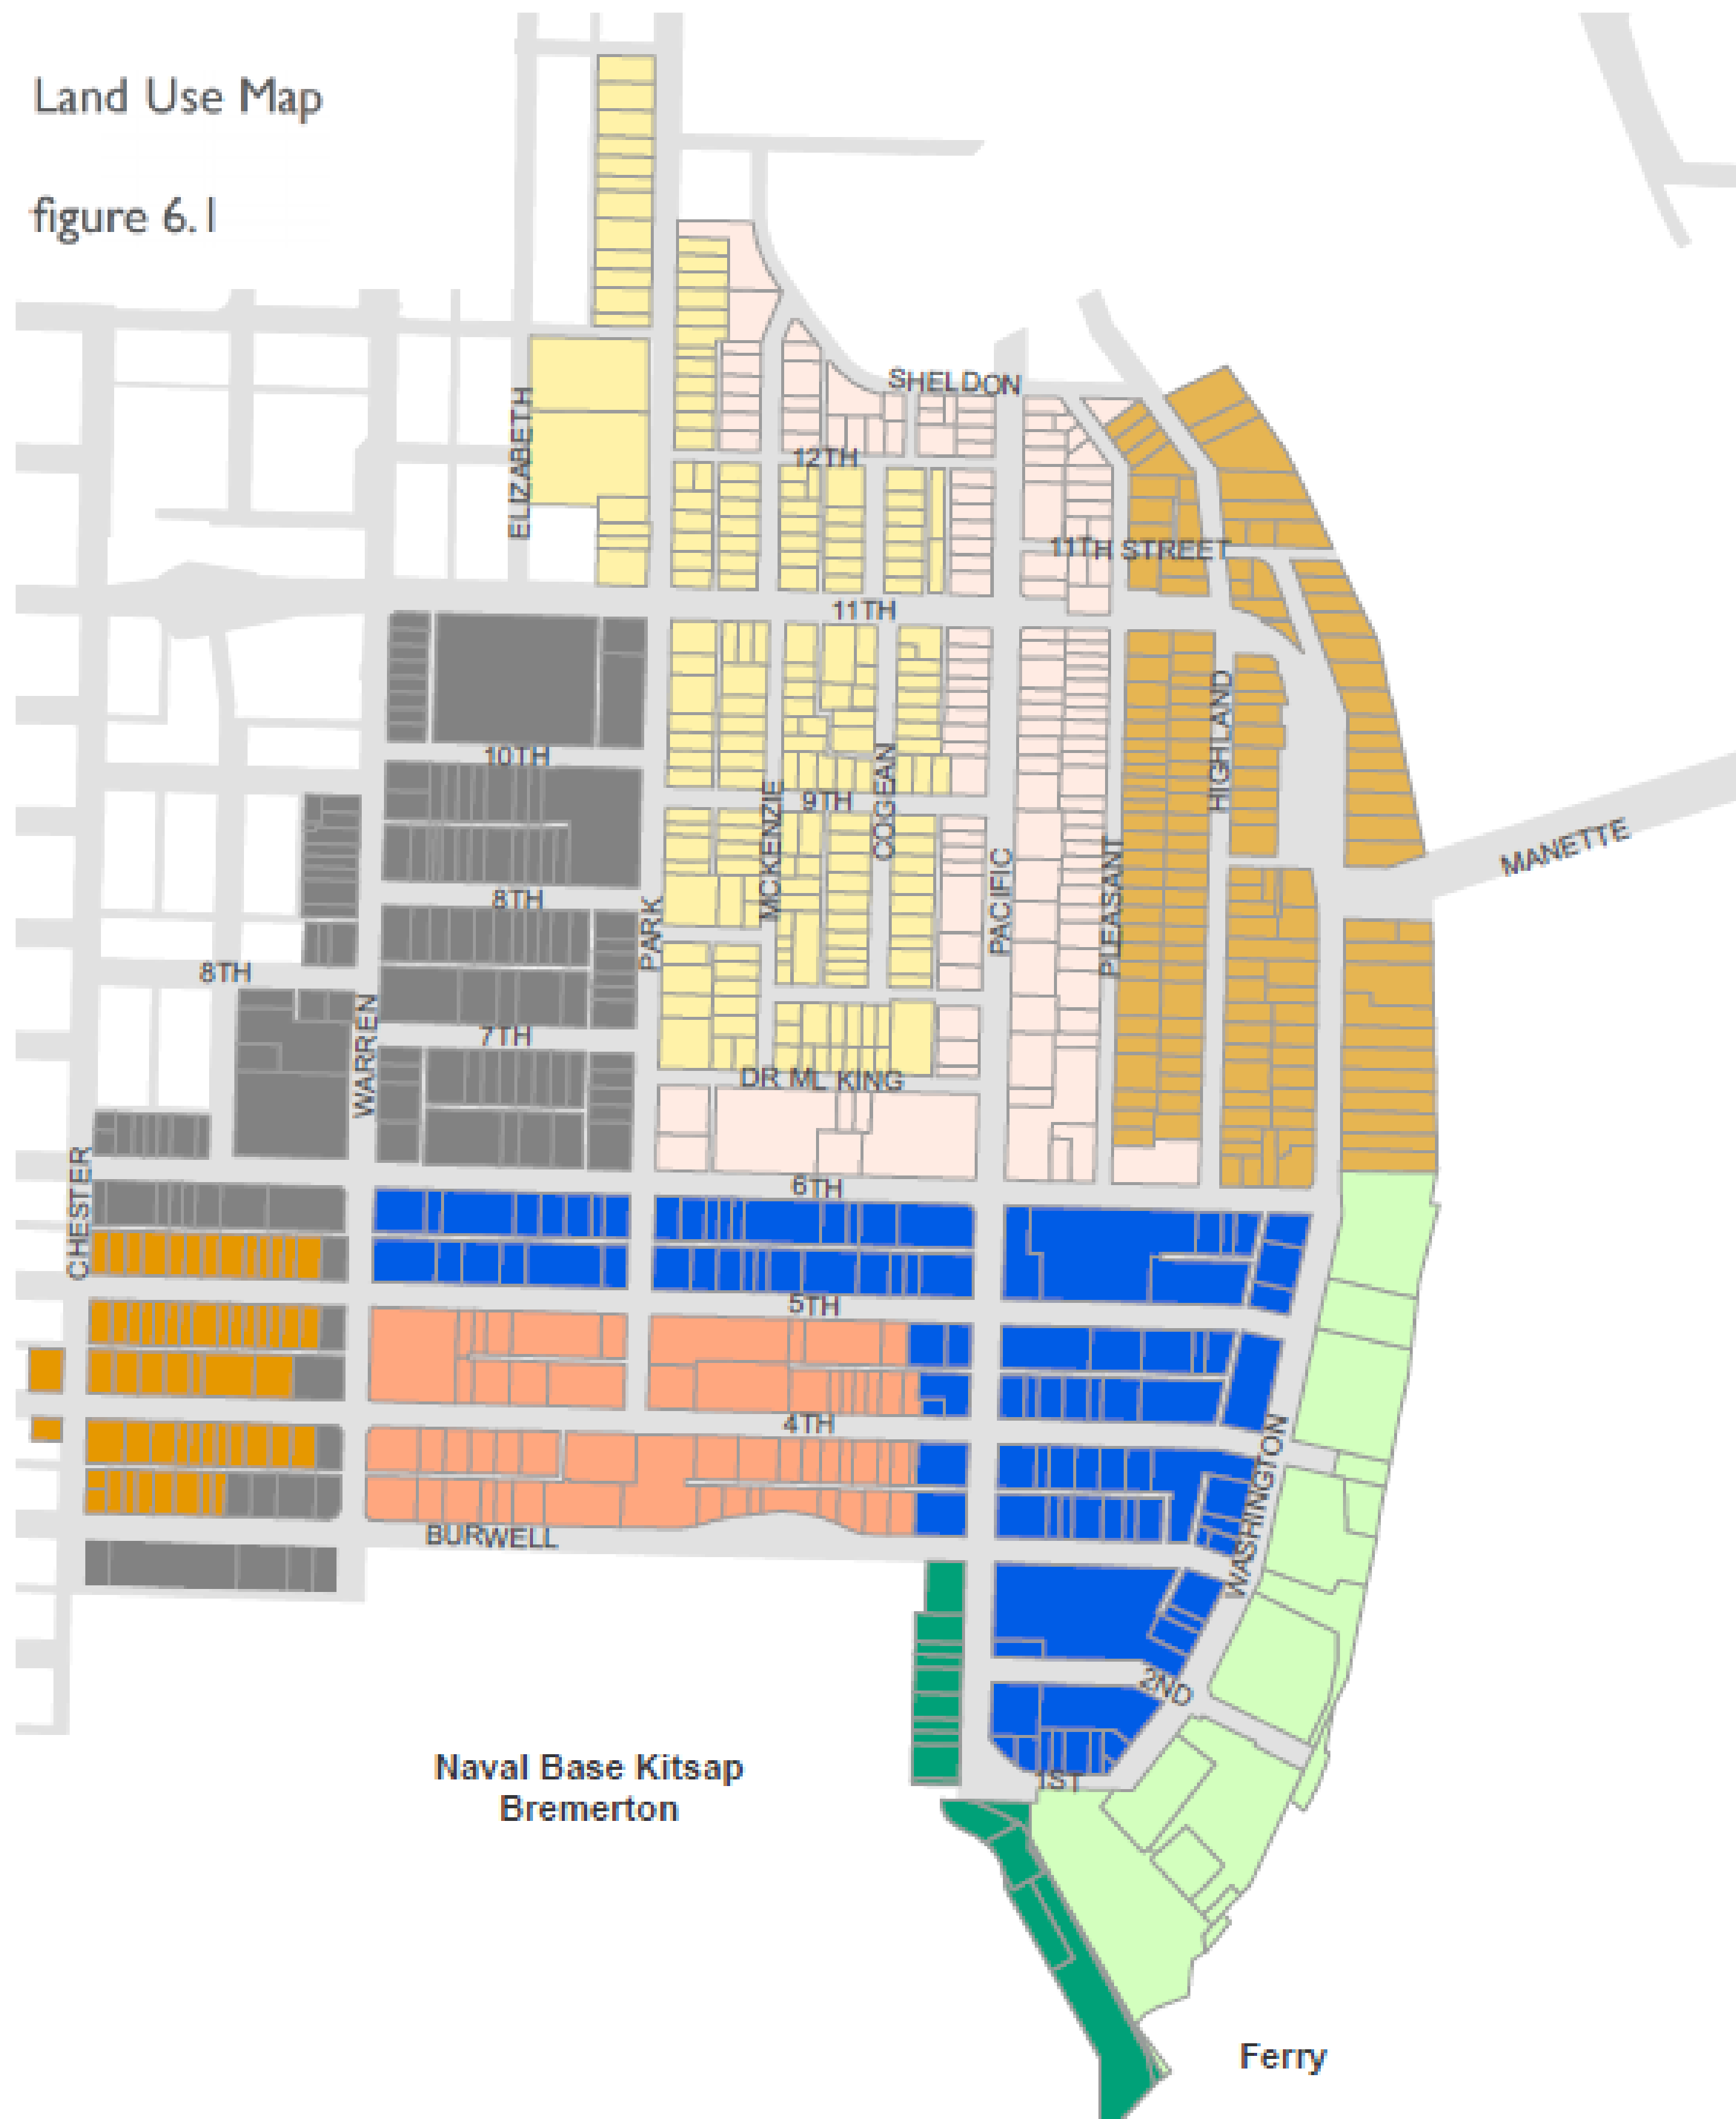 Land Use Map
figure 6.1
SHELDON
ELIZABETH
12TH
11TH STREET
11TH
HIGHLAND
10TH
COGEAN
9TH
MCKENZIE
MANETTE
PLEASANT
PACIFIC
8TH
PARK
8TH
WARREN
7TH
DR ML KING
CHESTER
6TH
5TH
4TH
WASHINGTON
BURWELL
2ND
1ST
Naval Base Kitsap
Bremerton
Ferry